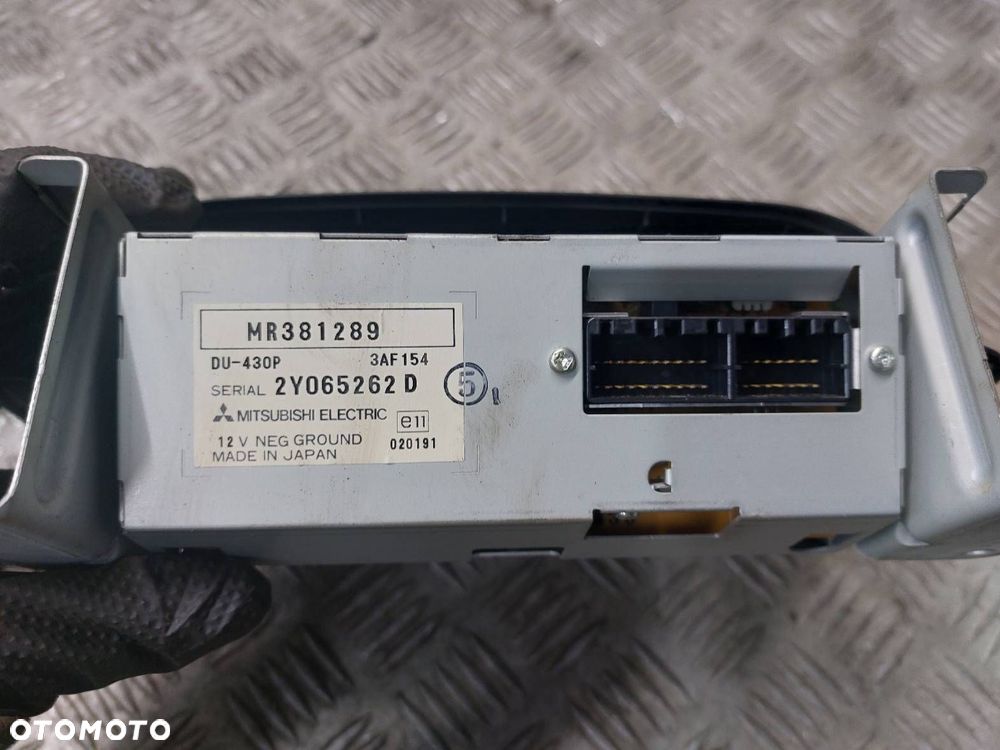 MR381289
DU-430P 3AF154
SERIAL 2Y065262 D 5
MITSUBISHI ELECTRIC e11
12 V NEG GROUND 020191
MADE IN JAPAN
OTOMOTO